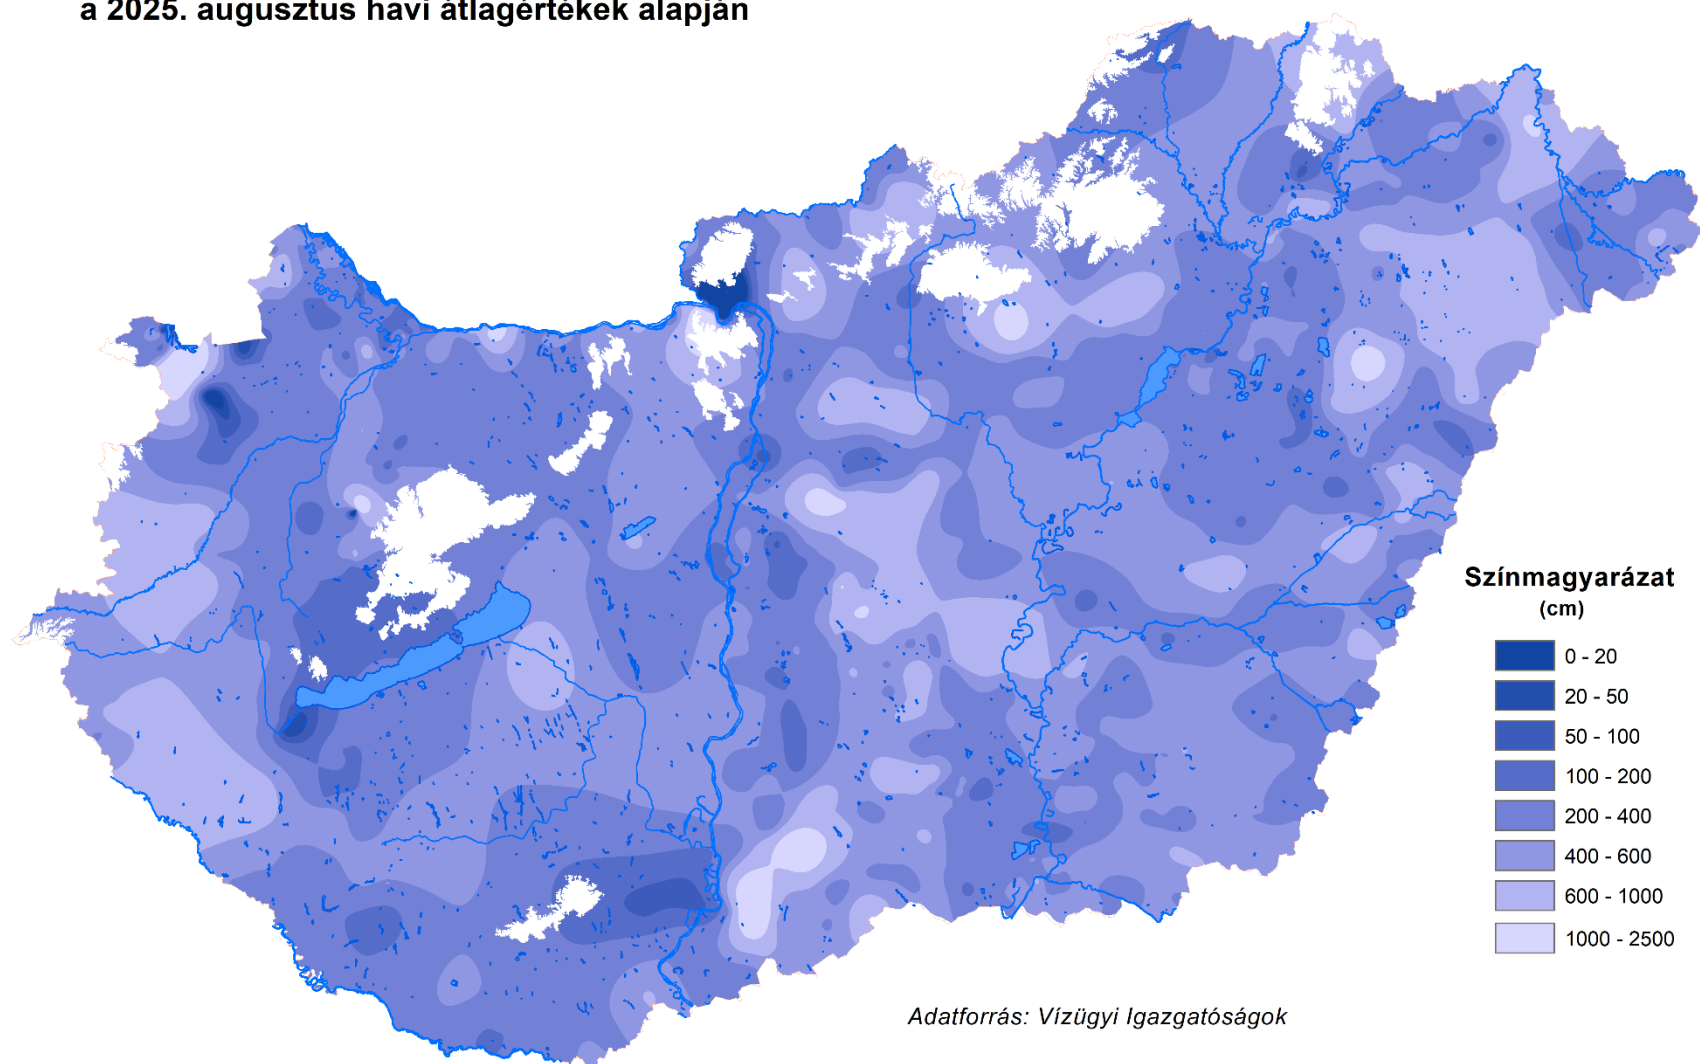 a 2025. augusztus havi átlagértékek alapján
Színmagyarázat
(cm)
0 - 20
20 - 50
50 - 100
100 - 200
200 - 400
400 - 600
600 - 1000
1000 - 2500
Adatforrás: Vízügyi Igazgatóságok